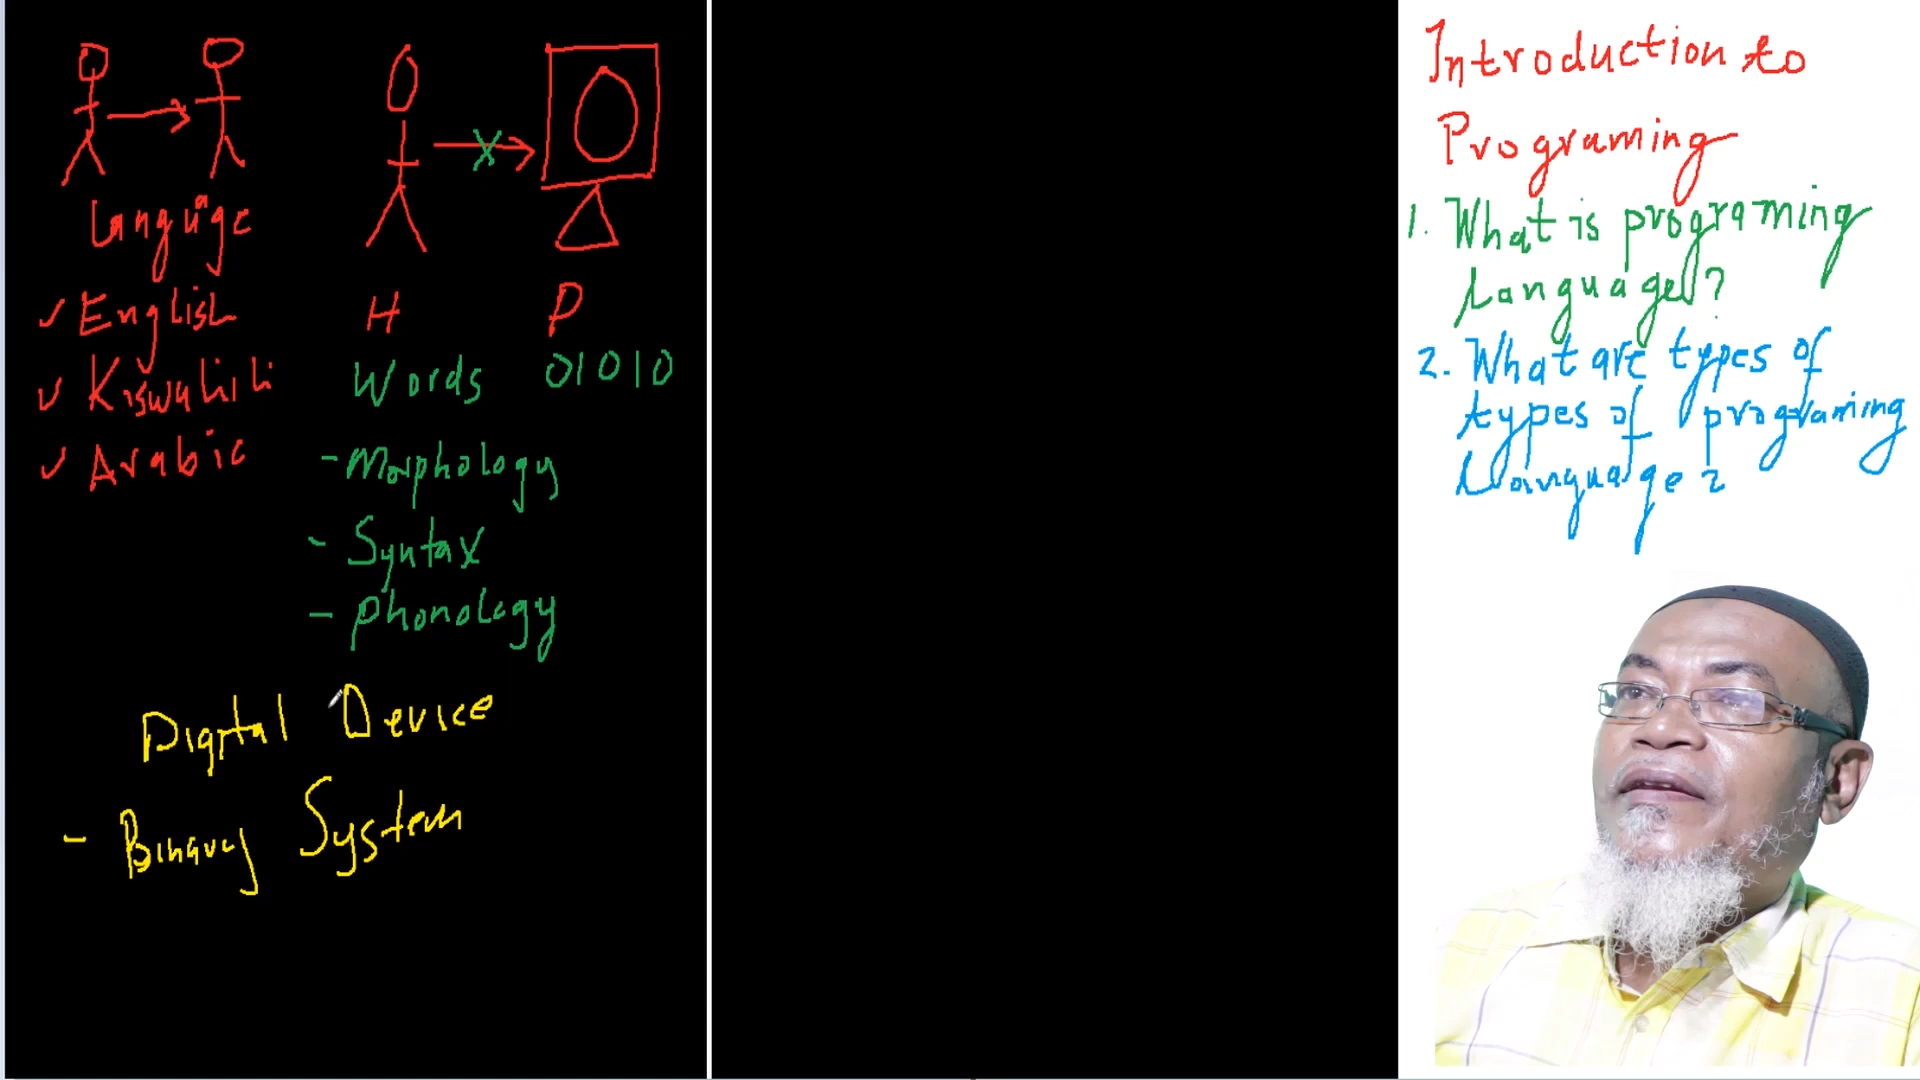 Language
✓ English
✓ Kiswahili
✓ Arabic
X
H P
Words 01010
- Morphology
- Syntax
- Phonology
Digital Device
- Binary System
Introduction to
Programing
1. What is programing
Language?
2. What are types of
types of programing
Language ?